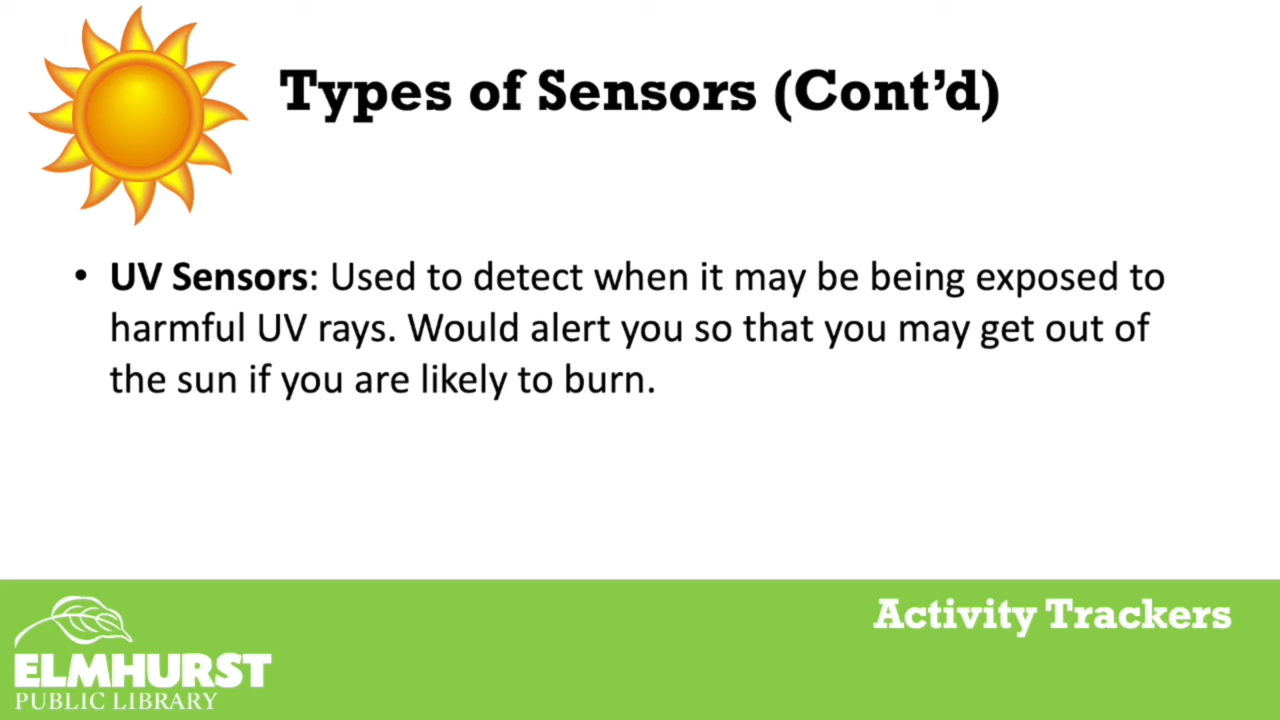 Types of Sensors (Cont’d)
• UV Sensors: Used to detect when it may be being exposed to
harmful UV rays. Would alert you so that you may get out of
the sun if you are likely to burn.
Activity Trackers
ELMHURST
PUBLIC LIBRARY